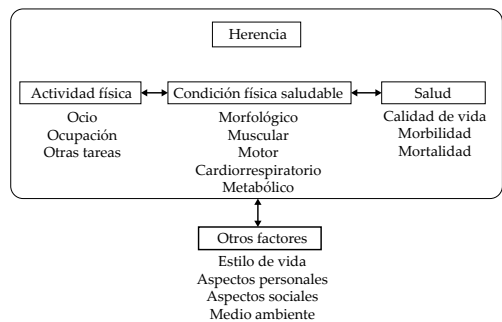 Herencia
Actividad física
Ocio
Ocupación
Otras tareas
Condición física saludable
Morfológico
Muscular
Motor
Cardiorrespiratorio
Metabólico
Salud
Calidad de vida
Morbilidad
Mortalidad
Otros factores
Estilo de vida
Aspectos personales
Aspectos sociales
Medio ambiente